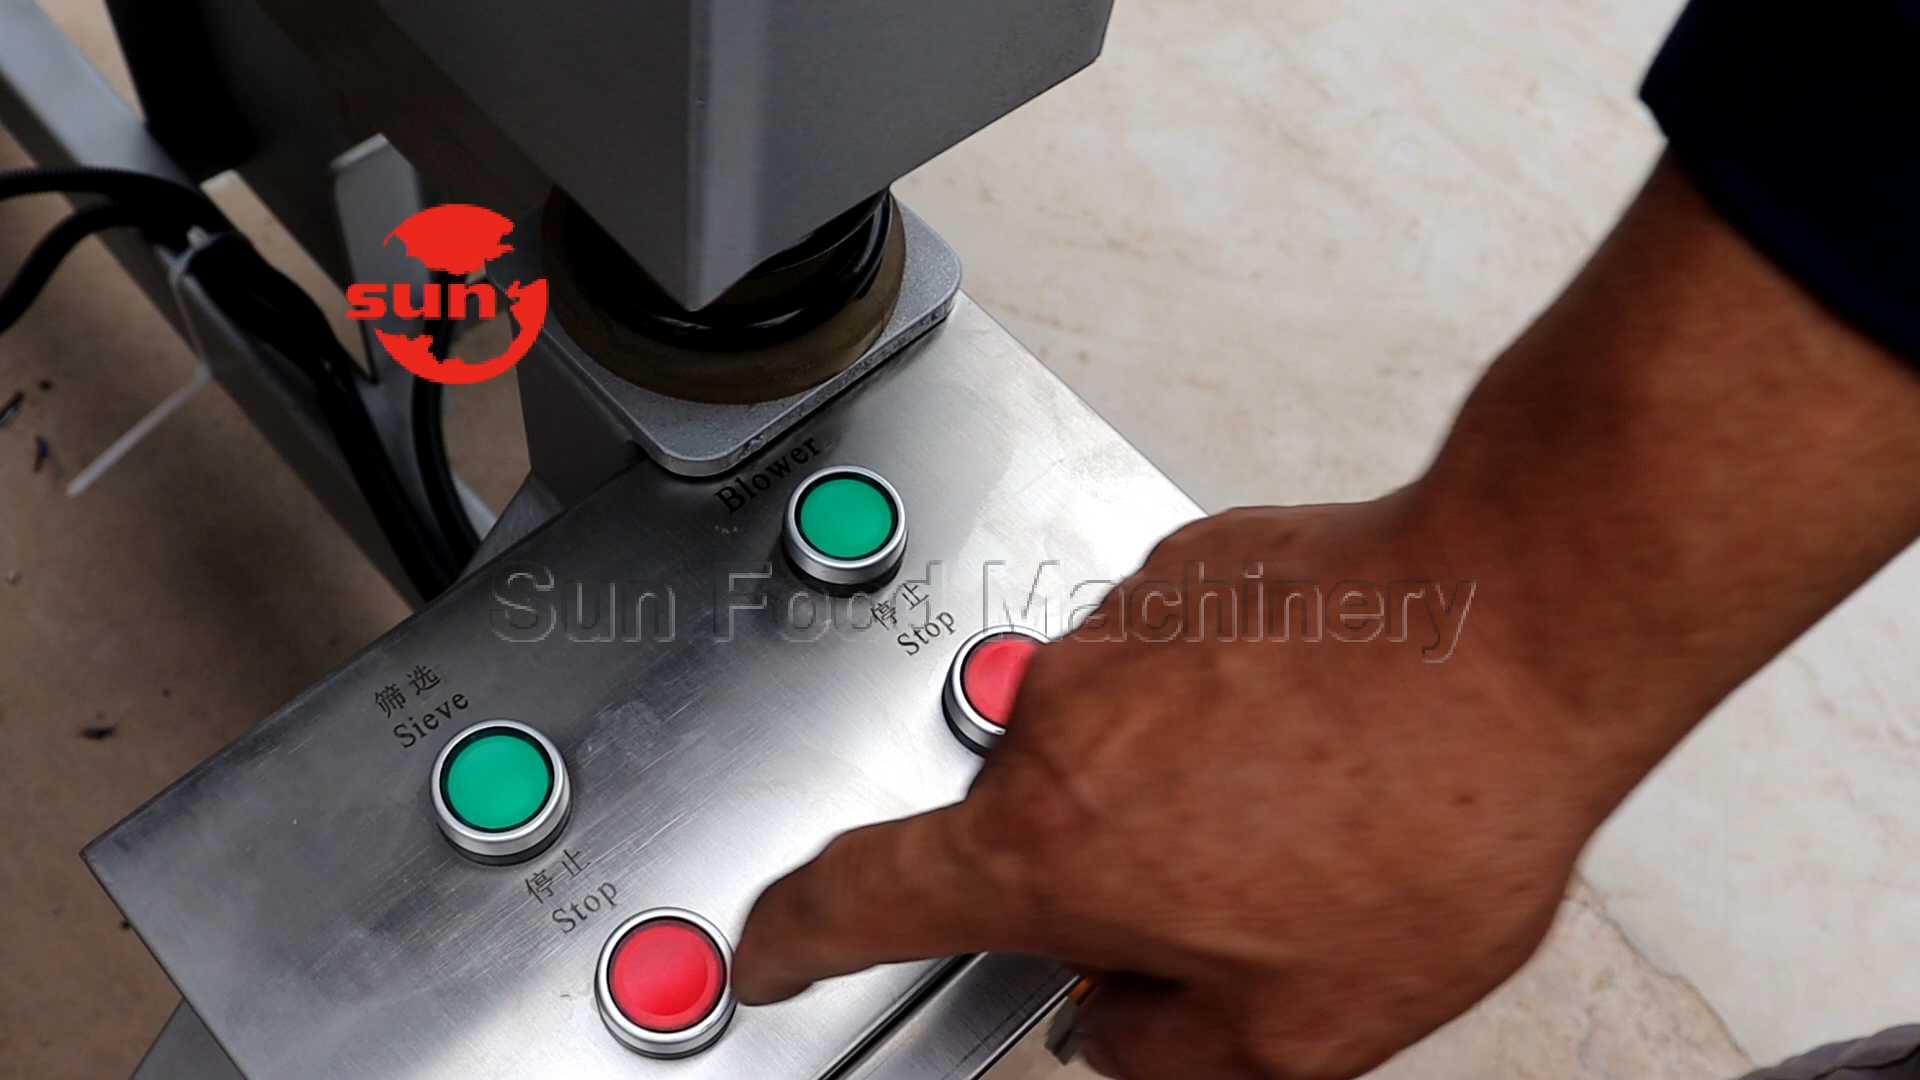 sun
Blower
Sun Food Machinery
停止
Stop
筛选
Sieve
停止
Stop